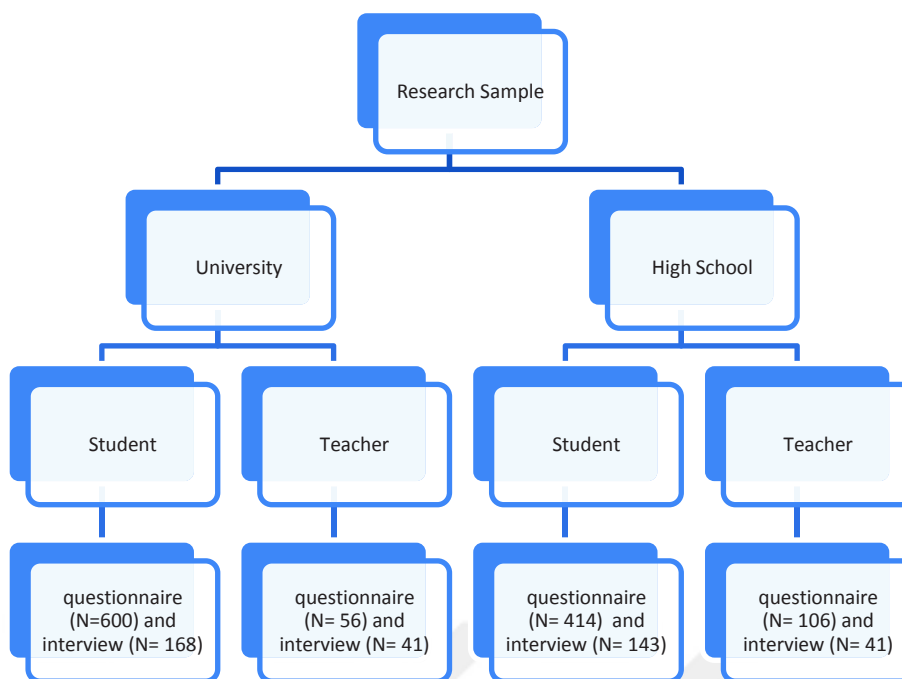 Research Sample
University
High School
Student
Teacher
Student
Teacher
questionnaire
(N=600) and
interview (N= 168)
questionnaire
(N= 56) and
interview (N= 41)
questionnaire
(N= 414) and
interview (N= 143)
questionnaire
(N= 106) and
interview (N= 41)